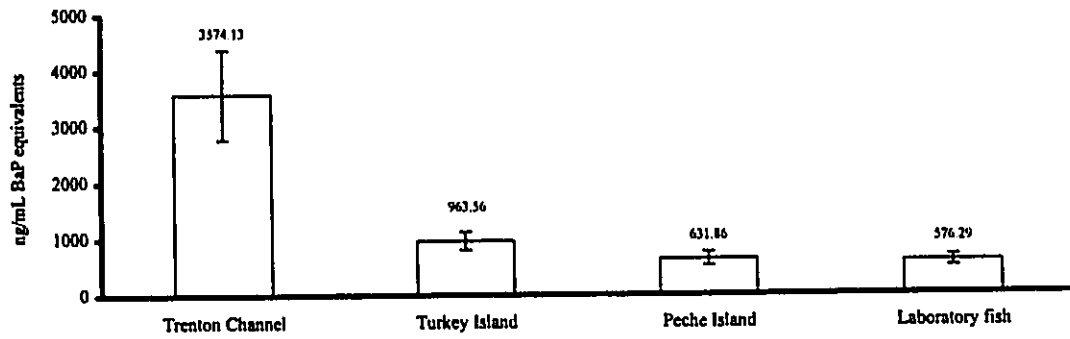 5000
4000
3000
2000
1000
0
ng/mL BaP equivalents
3574.13
963.56
631.86
576.29
Trenton Channel
Turkey Island
Peche Island
Laboratory fish